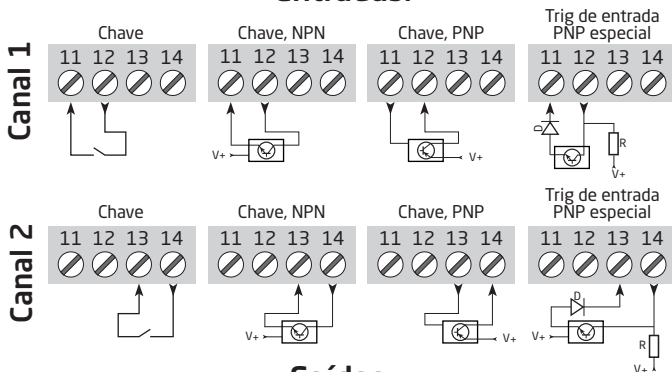 Canal 1
Chave
11 12 13 14
Chave, NPN
11 12 13 14
V+
Chave, PNP
11 12 13 14
V+
Trig de entrada
PNP especial
11 12 13 14
D
R
V+
Canal 2
Chave
11 12 13 14
Chave, NPN
11 12 13 14
V+
Chave, PNP
11 12 13 14
V+
Trig de entrada
PNP especial
11 12 13 14
D
V+
R
V+